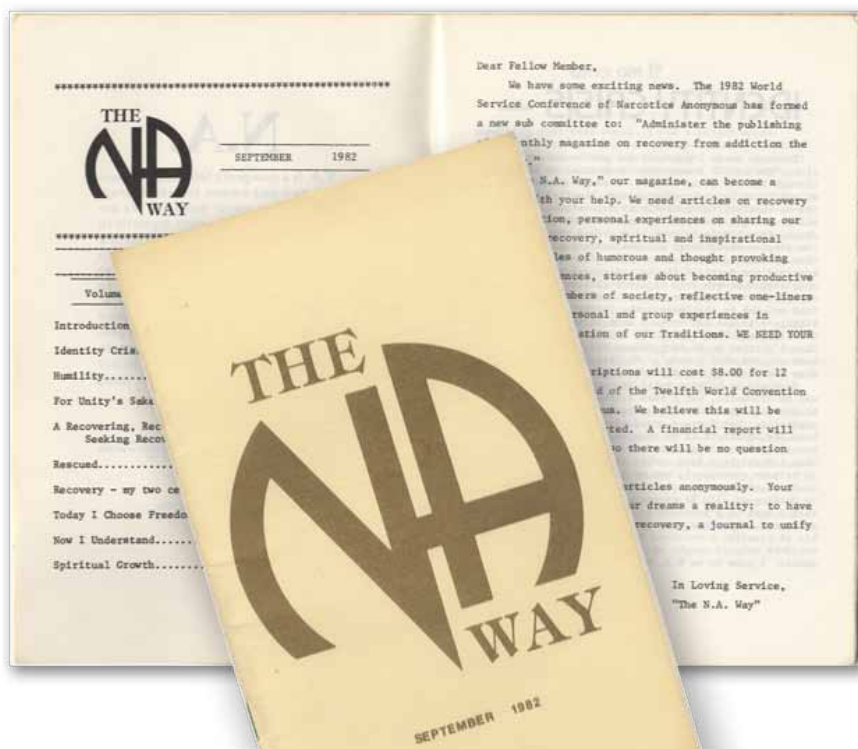 THE
NA
WAY
SEPTEMBER 1982
Volume
Introduction
Identity Cris
Humility.........
For Unity's Sake
A Recovering, Rec
Seeking Recov
Rescued.............
Recovery - my two ce
Today I Choose Freedo
Now I Understand......
Spiritual Growth........
Dear Fellow Member,
We have some exciting news. The 1982 World
Service Conference of Narcotice Anonymous has formed
a new sub committee to: "Administer the publishing
nthly magazine on recovery from addiction the
."
N.A. Way," our magazine, can become a
th your help. We need articles on recovery
tion, personal experiences on sharing our
recovery, spiritual and inspirational
les of humorous and thought provoking
ences, stories about becoming productive
mbers of society, reflective one-liners
rsonal and group experiences in
ation of our Traditions. WE NEED YOUR
riptions will cost $8.00 for 12
d of the Twelfth World Convention
us. We believe this will be
rted. A financial report will
so there will be no question
articles anonymously. Your
ur dreams a reality: to have
recovery, a journal to unify
In Loving Service,
"The N.A. Way"
THE
NA
WAY
SEPTEMBER 1982